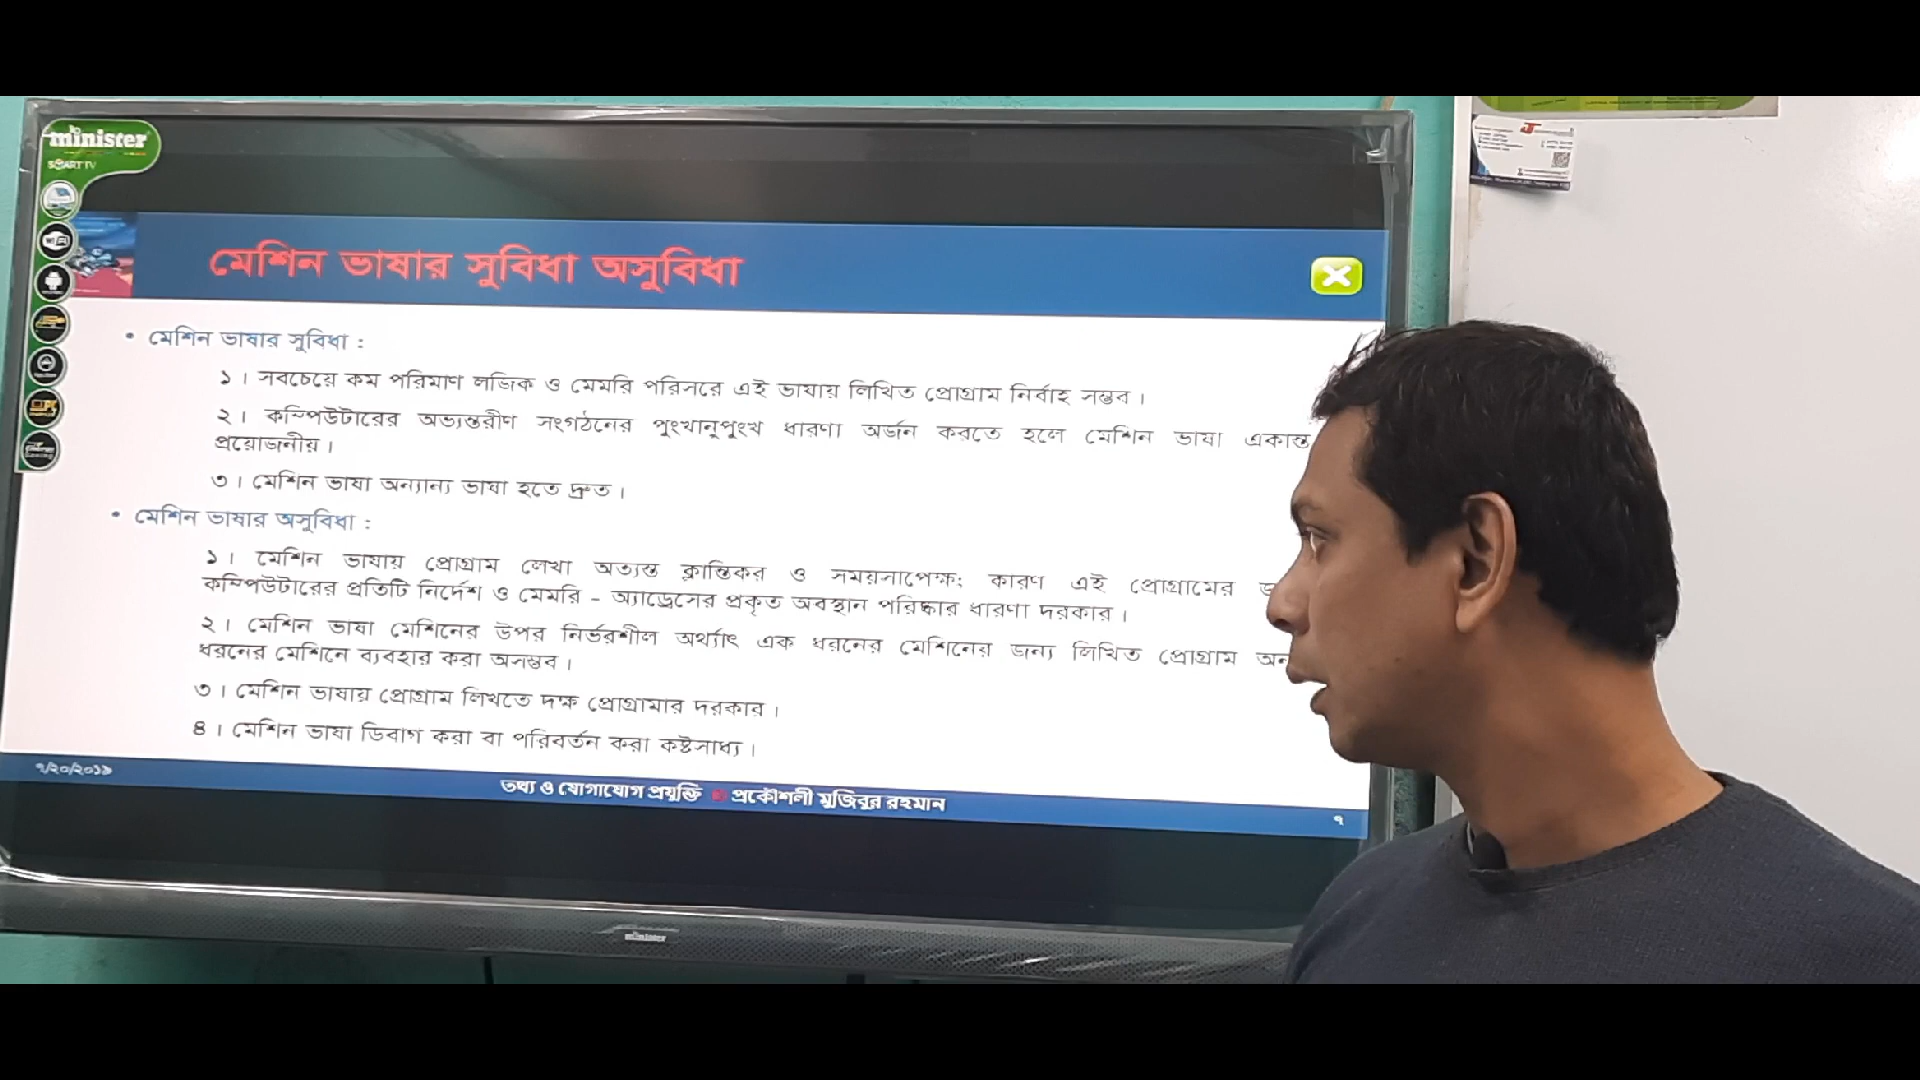 minister
SMART TV
মেশিন ভাষার সুবিধা অসুবিধা
• মেশিন ভাষার সুবিধা :
১। সবচেয়ে কম পরিমাণ লজিক ও মেমরি পরিসরে এই ভাষায় লিখিত প্রোগ্রাম নির্বাহ সম্ভব।
২। কম্পিউটারের অভ্যন্তরীণ সংগঠনের পুংখানুপুংখ ধারণা অর্জন করতে হলে মেশিন ভাষা একান্ত
প্রয়োজনীয়।
৩। মেশিন ভাষা অন্যান্য ভাষা হতে দ্রুত।
• মেশিন ভাষার অসুবিধা :
১। মেশিন ভাষায় প্রোগ্রাম লেখা অত্যন্ত ক্লান্তিকর ও সময়সাপেক্ষ; কারণ এই প্রোগ্রামের
কম্পিউটারের প্রতিটি নির্দেশ ও মেমরি – অ্যাড্রেসের প্রকৃত অবস্থান পরিষ্কার ধারণা দরকার।
২। মেশিন ভাষা মেশিনের উপর নির্ভরশীল অর্থ্যাৎ এক ধরনের মেশিনের জন্য লিখিত প্রোগ্রাম
ধরনের মেশিনে ব্যবহার করা অসম্ভব।
৩। মেশিন ভাষায় প্রোগ্রাম লিখতে দক্ষ প্রোগ্রামার দরকার।
৪। মেশিন ভাষা ডিবাগ করা বা পরিবর্তন করা কষ্টসাধ্য।
৭/২০/২০১৯
তথ্য ও যোগাযোগ প্রযুক্তি প্রকৌশলী মুজিবুর রহমান
৭
minister